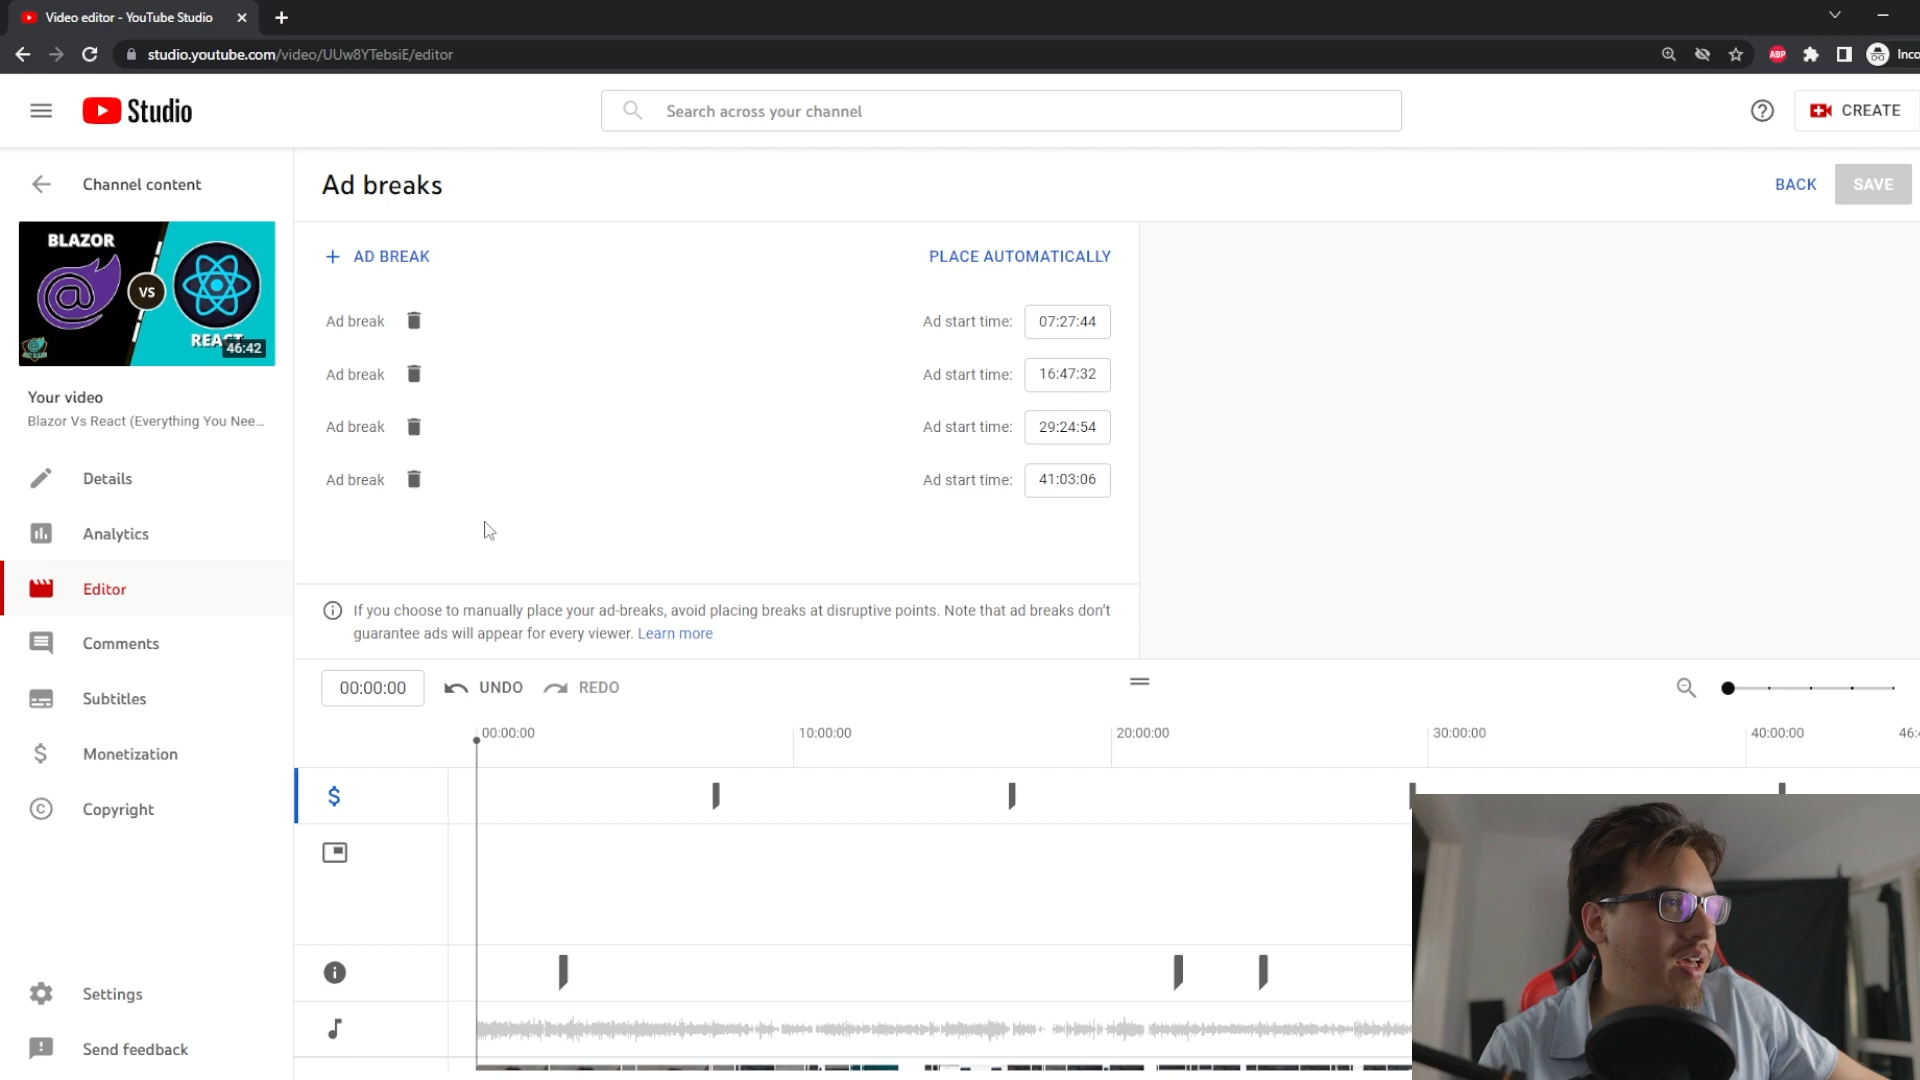 Video editor - YouTube Studio
studio.youtube.com/video/UUw8YTebsiE/editor
ABP
Inco
Studio
Search across your channel
CREATE
Channel content
Ad breaks
BACK
SAVE
BLAZOR
VS
REACT
46:42
+ AD BREAK
PLACE AUTOMATICALLY
Ad break
Ad start time:
07:27:44
Ad break
Ad start time:
16:47:32
Ad break
Ad start time:
29:24:54
Ad break
Ad start time:
41:03:06
If you choose to manually place your ad-breaks, avoid placing breaks at disruptive points. Note that ad breaks don't
guarantee ads will appear for every viewer. Learn more
Your video
Blazor Vs React (Everything You Nee...
Details
Analytics
Editor
Comments
Subtitles
Monetization
Copyright
Settings
Send feedback
00:00:00
UNDO
REDO
00:00:00
10:00:00
20:00:00
30:00:00
40:00:00
46:4
$